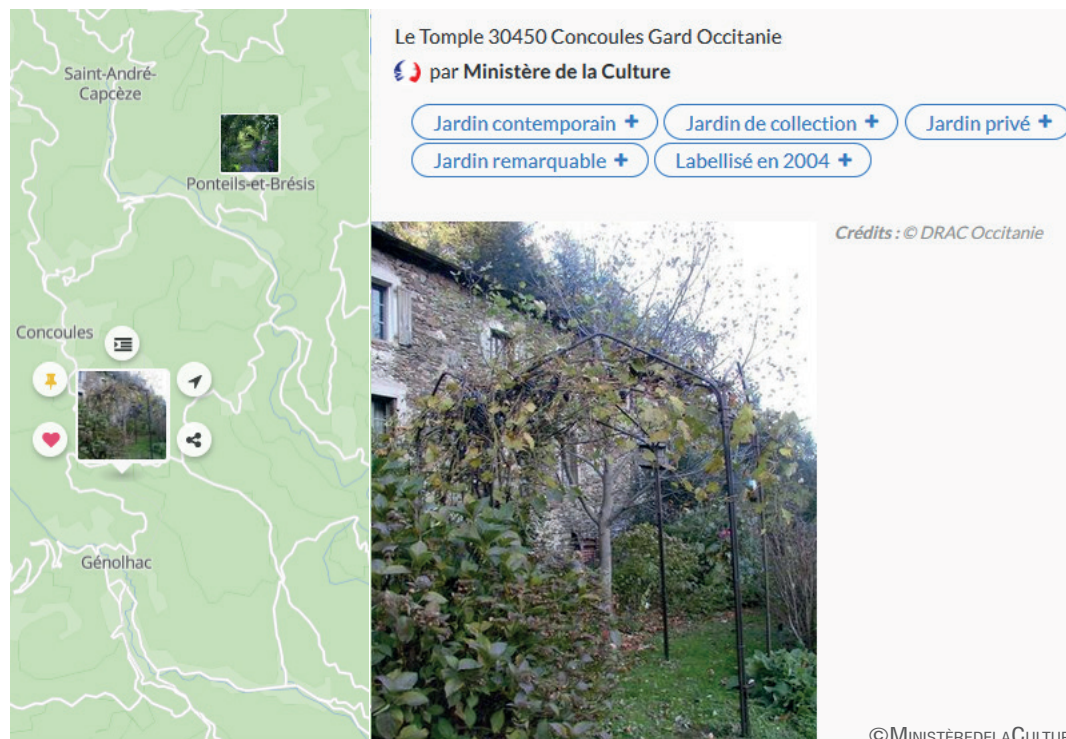 Saint-André-
Capcèze
Ponteils-et-Brésis
Concoules
Génolhac
Le Tomple 30450 Concoules Gard Occitanie
par Ministère de la Culture
Jardin contemporain +
Jardin de collection +
Jardin privé +
Jardin remarquable +
Labellisé en 2004 +
Crédits : © DRAC Occitanie
©MINISTÈREDELACULTURE